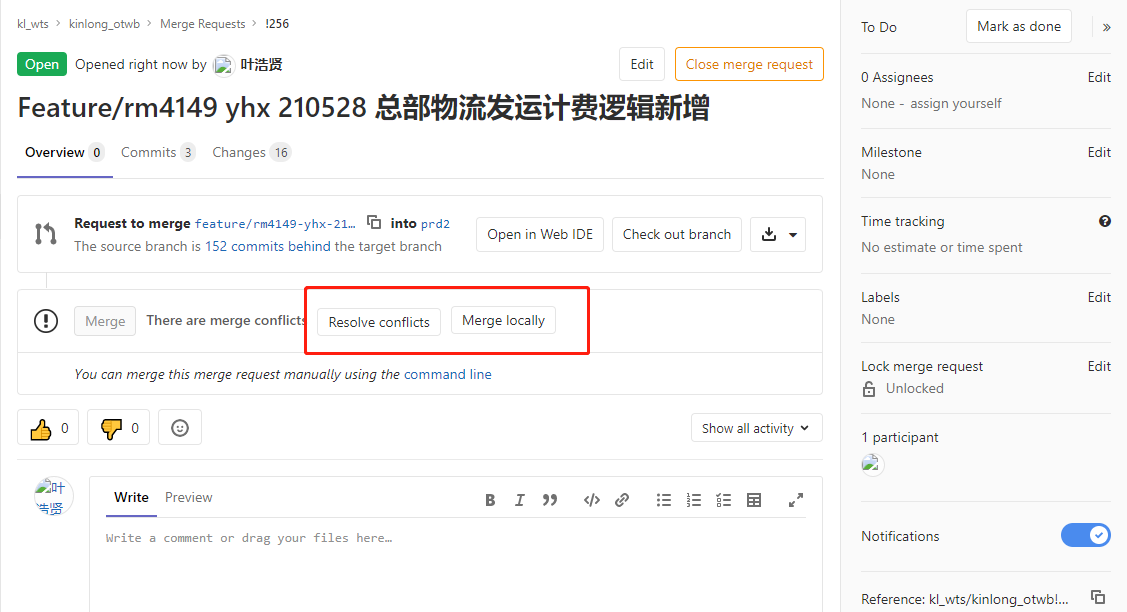 kl_wts > kinlong_otwb > Merge Requests > !256
Open Opened right now by 叶浩贤 Edit Close merge request
Feature/rm4149 yhx 210528 总部物流发运计费逻辑新增
Overview 0 Commits 3 Changes 16
Request to merge feature/rm4149-yhx-21… into prd2
The source branch is 152 commits behind the target branch
Open in Web IDE Check out branch
Merge There are merge conflicts Resolve conflicts Merge locally
You can merge this merge request manually using the command line
0 0 Show all activity
叶
浩贤
Write Preview
Write a comment or drag your files here…
To Do Mark as done »
0 Assignees Edit
None - assign yourself
Milestone Edit
None
Time tracking
No estimate or time spent
Labels Edit
None
Lock merge request Edit
Unlocked
1 participant
Notifications
Reference: kl_wts/kinlong_otwb!…